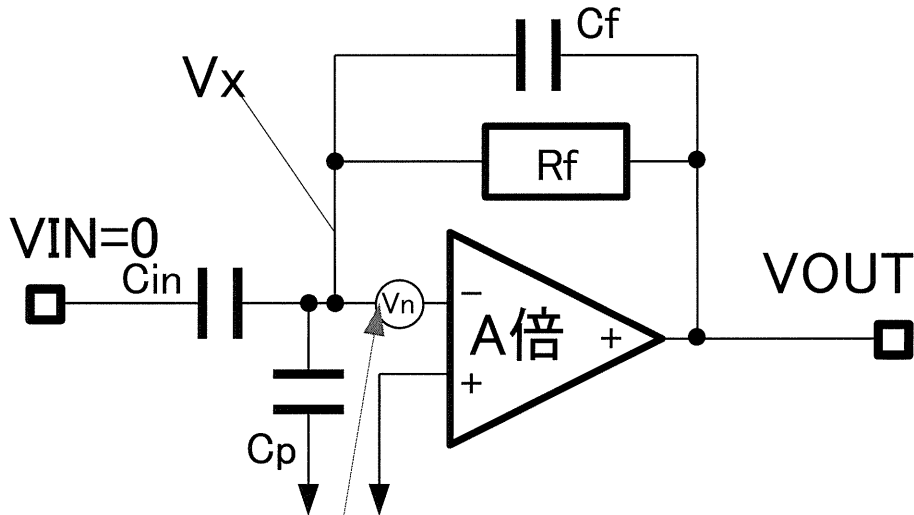 Cf
Vx
Rf
VIN=0
Cin
Vn
−
VOUT
A倍
+
+
Cp